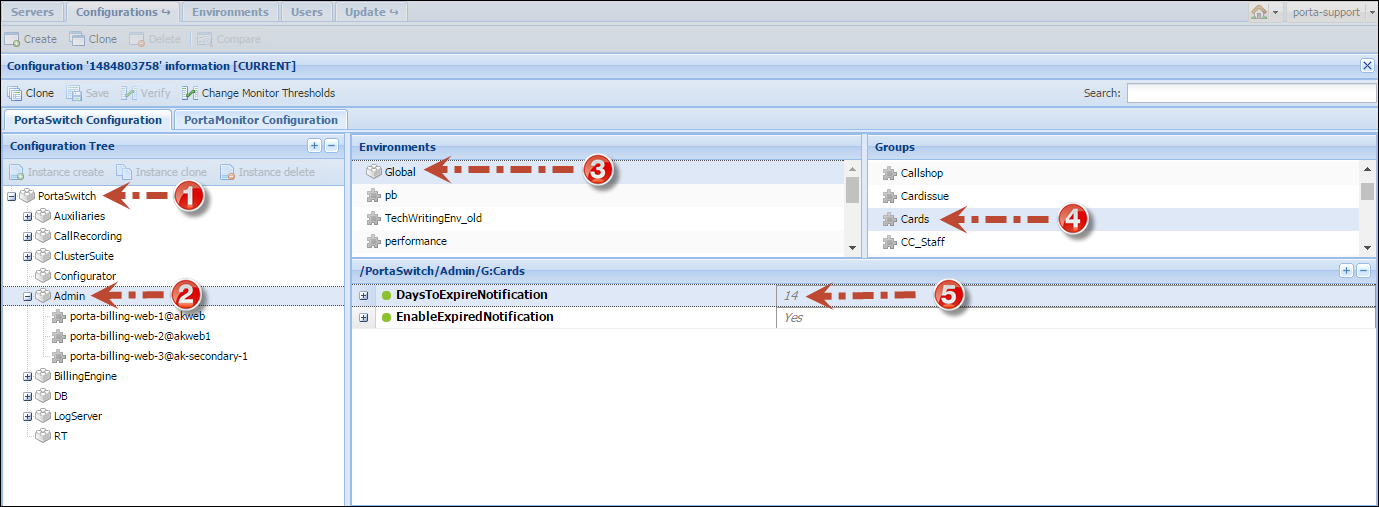 Servers Configurations Environments Users Update porta-support
Create Clone Delete Compare
Configuration '1484803758' information [CURRENT]
Clone Save Verify Change Monitor Thresholds Search:
PortaSwitch Configuration PortaMonitor Configuration
Configuration Tree
Instance create Instance clone Instance delete
PortaSwitch 1
Auxiliaries
CallRecording
ClusterSuite
Configurator
Admin 2
porta-billing-web-1@akweb
porta-billing-web-2@akweb1
porta-billing-web-3@ak-secondary-1
BillingEngine
DB
LogServer
RT
Environments
Global 3
pb
TechWritingEnv_old
performance
Groups
Callshop
Cardissue
Cards 4
CC_Staff
/PortaSwitch/Admin/G:Cards
DaysToExpireNotification 14 5
EnableExpiredNotification Yes